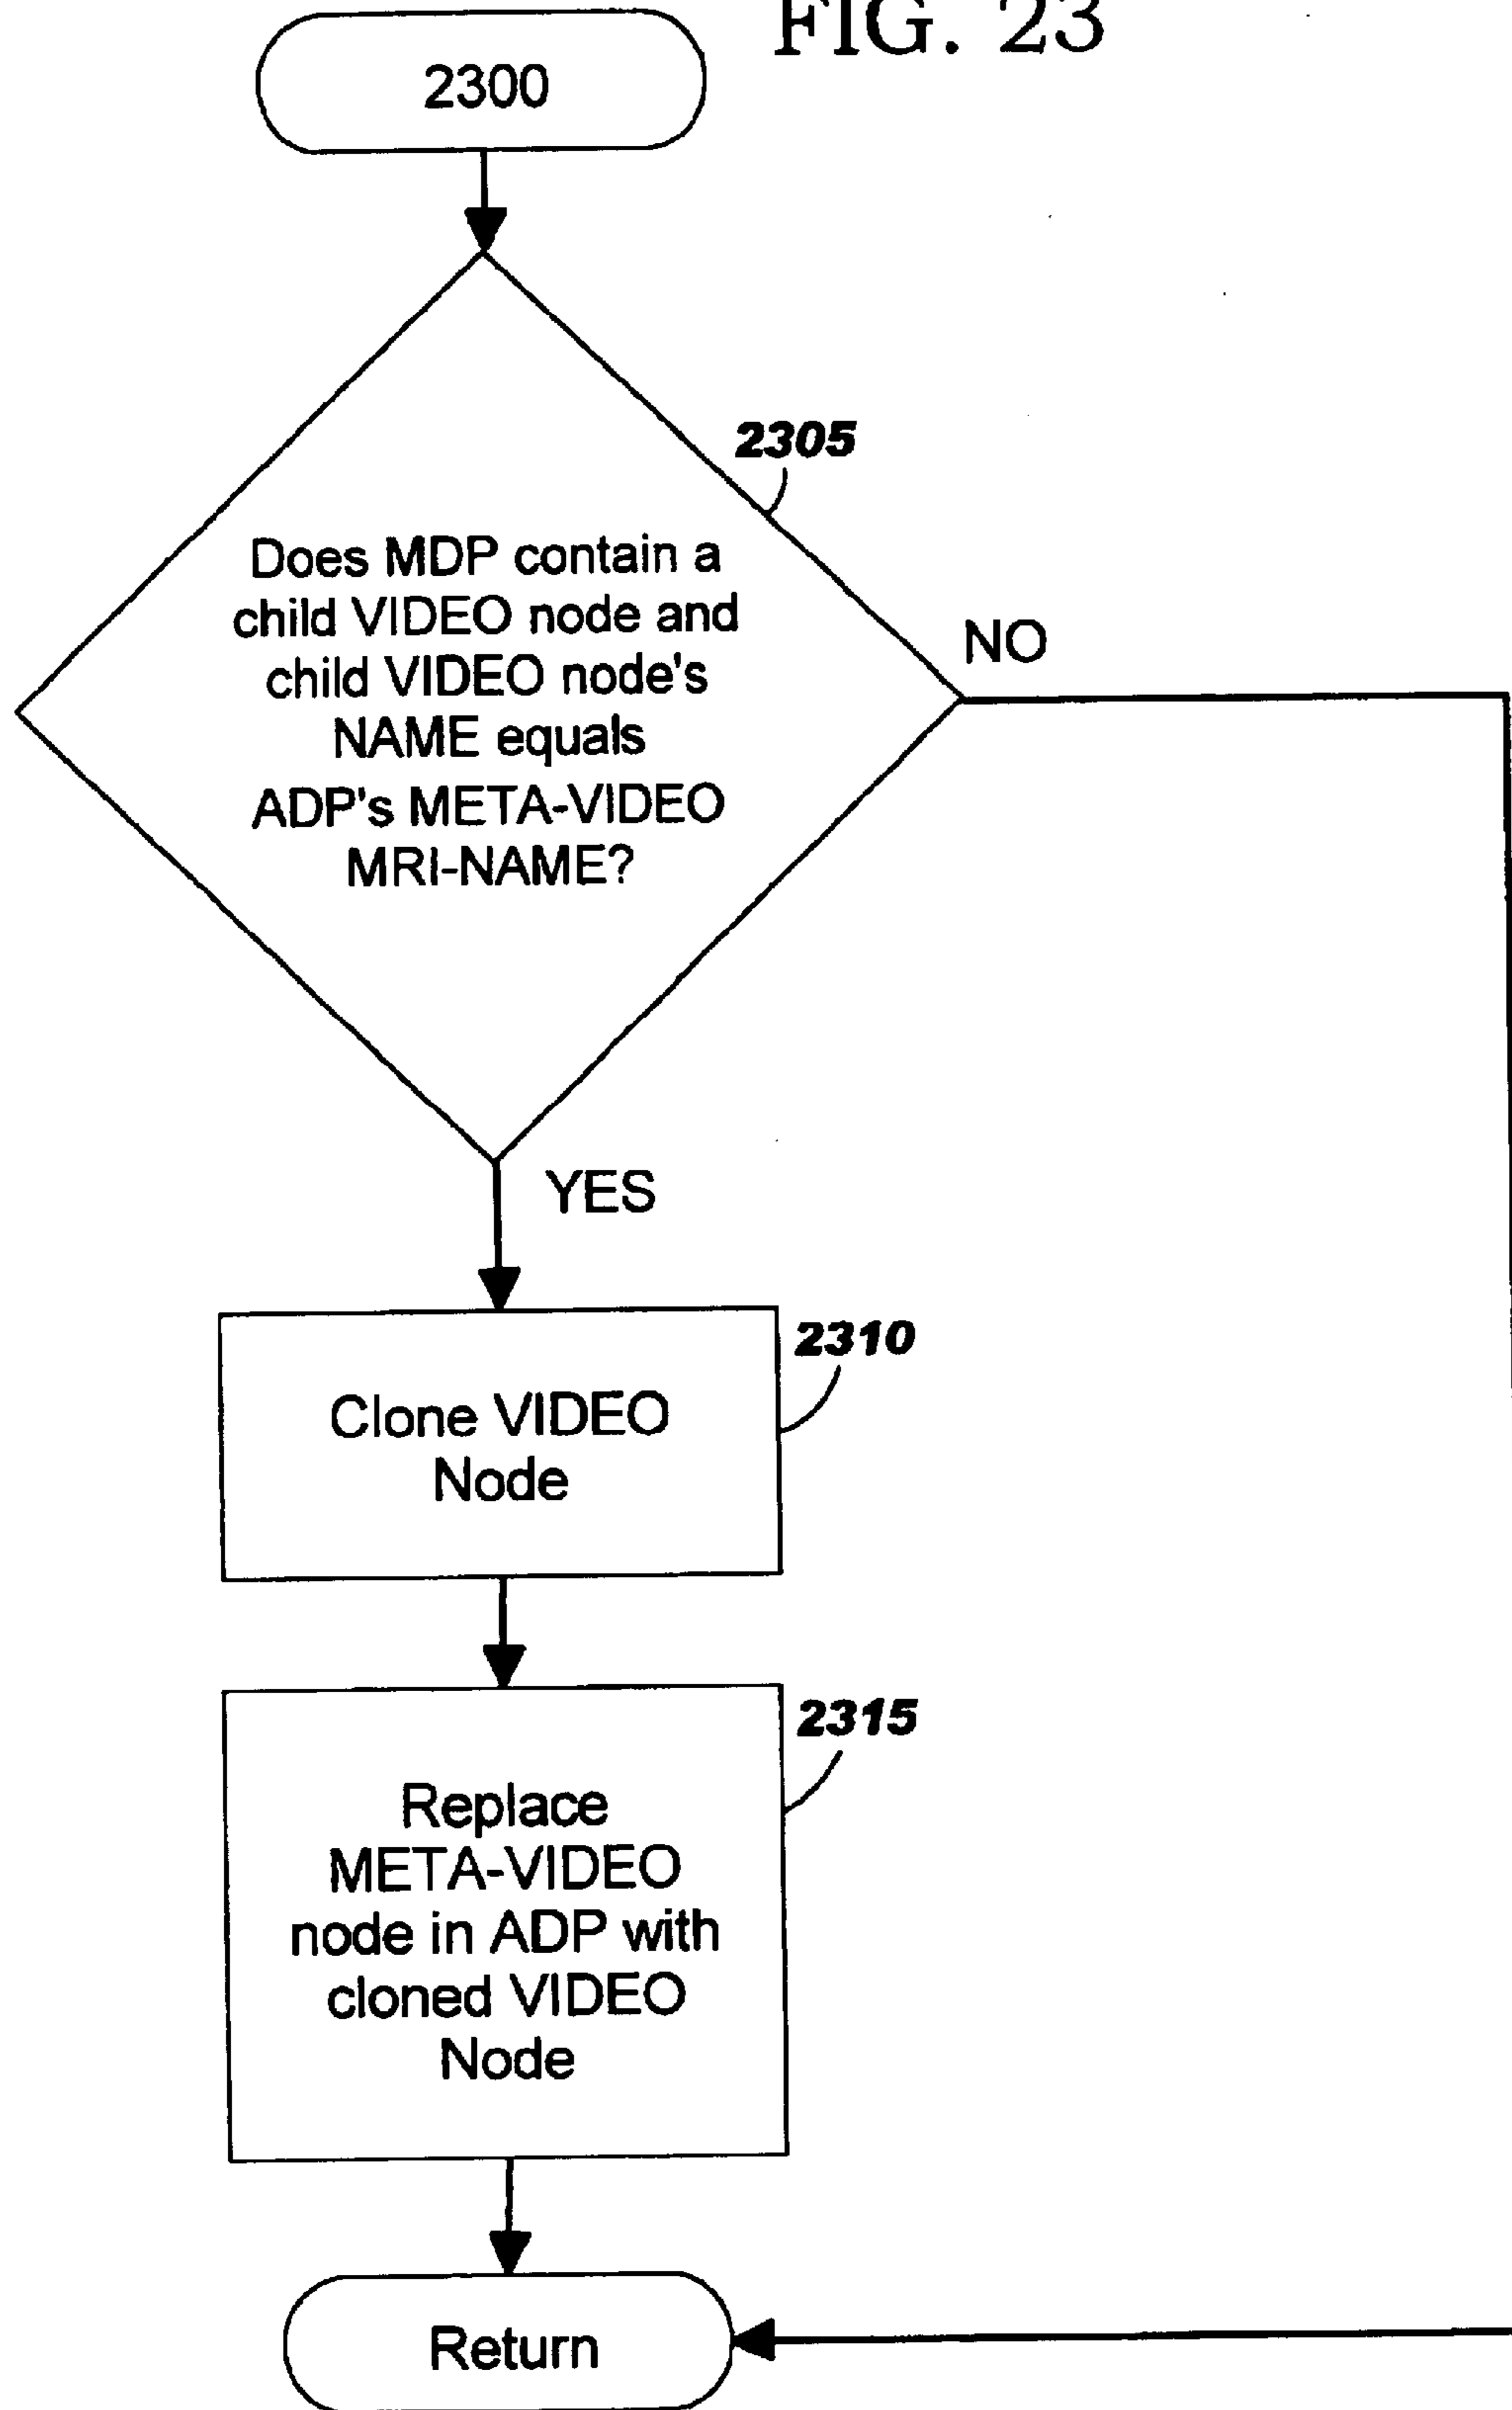 FIG. 23
2300
2305
Does MDP contain a
child VIDEO node and
child VIDEO node's
NAME equals
ADP's META-VIDEO
MRI-NAME?
NO
YES
2310
Clone VIDEO
Node
2315
Replace
META-VIDEO
node in ADP with
cloned VIDEO
Node
Return